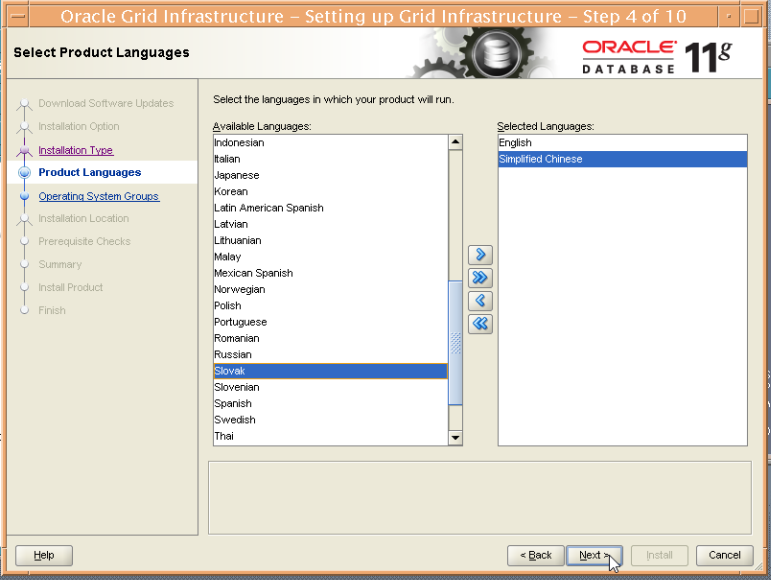 Oracle Grid Infrastructure – Setting up Grid Infrastructure – Step 4 of 10
Select Product Languages
ORACLE
DATABASE
11g
Download Software Updates
Installation Option
Installation Type
Product Languages
Operating System Groups
Installation Location
Prerequisite Checks
Summary
Install Product
Finish
Select the languages in which your product will run.
Available Languages:
Indonesian
Italian
Japanese
Korean
Latin American Spanish
Latvian
Lithuanian
Malay
Mexican Spanish
Norwegian
Polish
Portuguese
Romanian
Russian
Slovak
Slovenian
Spanish
Swedish
Thai
Selected Languages:
English
Simplified Chinese
Help
< Back
Next >
Install
Cancel